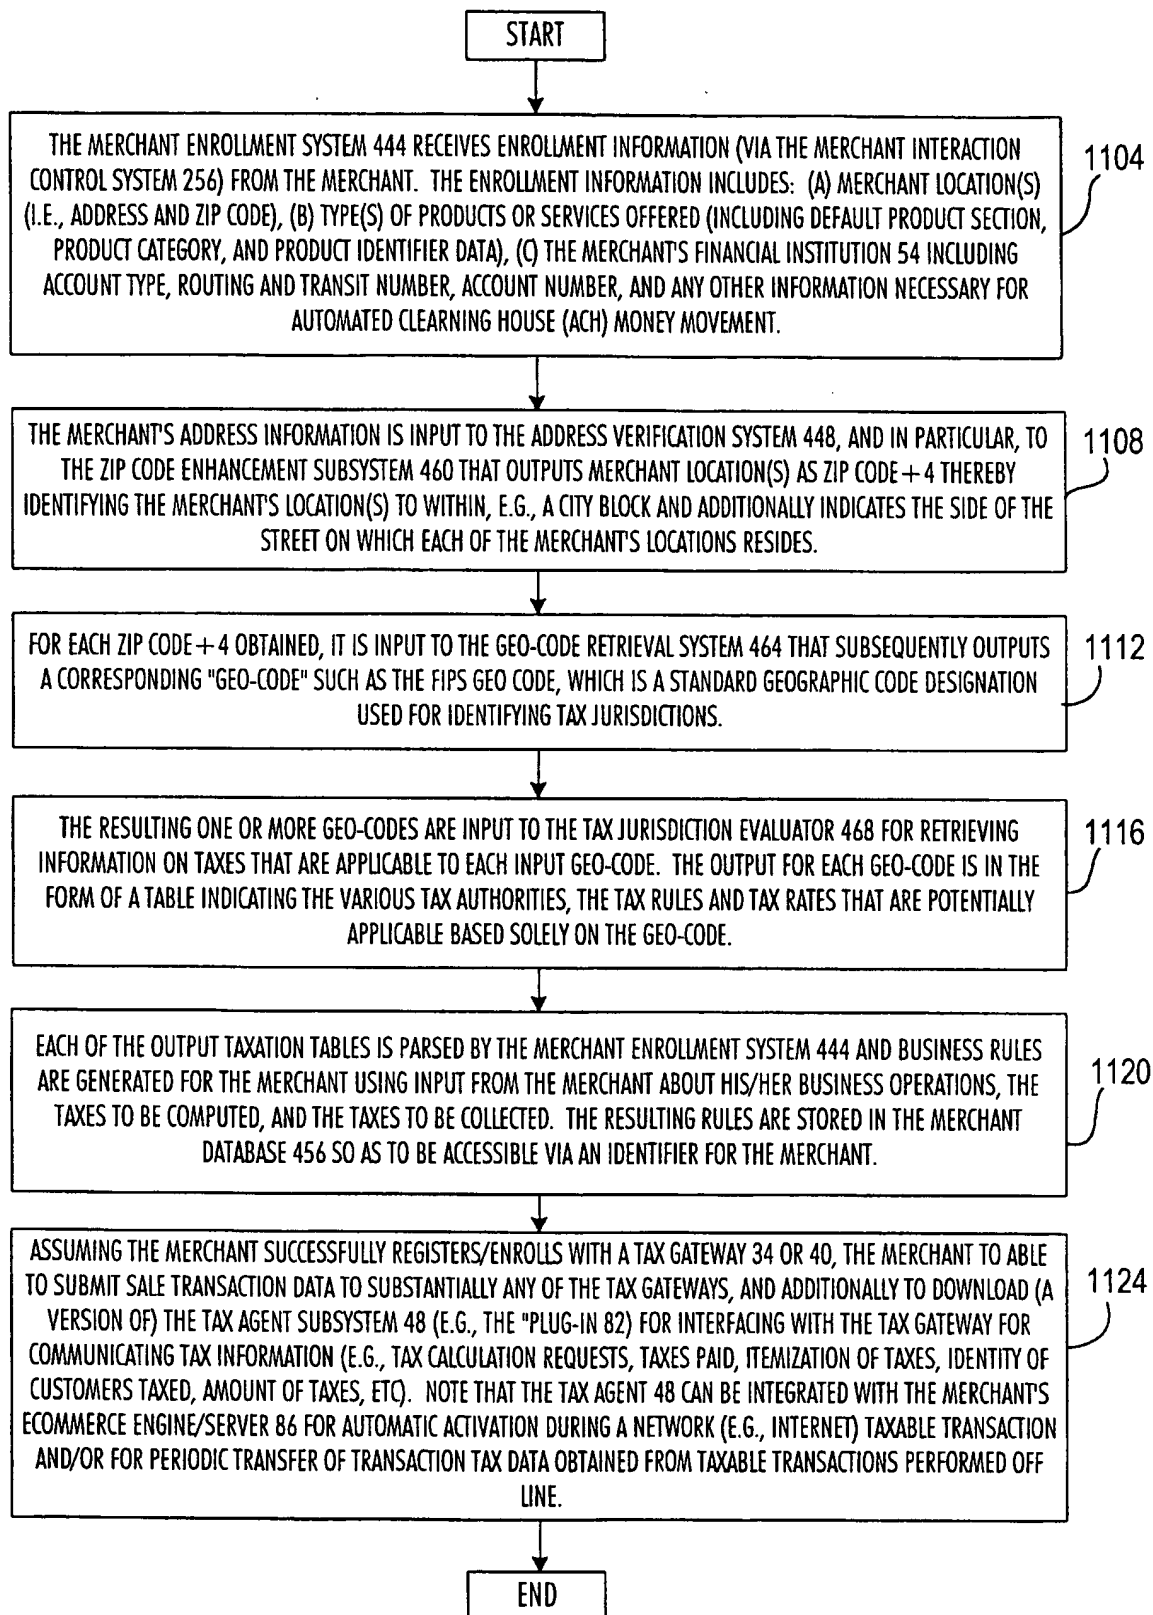 START
THE MERCHANT ENROLLMENT SYSTEM 444 RECEIVES ENROLLMENT INFORMATION (VIA THE MERCHANT INTERACTION
CONTROL SYSTEM 256) FROM THE MERCHANT. THE ENROLLMENT INFORMATION INCLUDES: (A) MERCHANT LOCATION(S)
(I.E., ADDRESS AND ZIP CODE), (B) TYPE(S) OF PRODUCTS OR SERVICES OFFERED (INCLUDING DEFAULT PRODUCT SECTION,
PRODUCT CATEGORY, AND PRODUCT IDENTIFIER DATA), (C) THE MERCHANT'S FINANCIAL INSTITUTION 54 INCLUDING
ACCOUNT TYPE, ROUTING AND TRANSIT NUMBER, ACCOUNT NUMBER, AND ANY OTHER INFORMATION NECESSARY FOR
AUTOMATED CLEARNING HOUSE (ACH) MONEY MOVEMENT.
1104
THE MERCHANT'S ADDRESS INFORMATION IS INPUT TO THE ADDRESS VERIFICATION SYSTEM 448, AND IN PARTICULAR, TO
THE ZIP CODE ENHANCEMENT SUBSYSTEM 460 THAT OUTPUTS MERCHANT LOCATION(S) AS ZIP CODE+4 THEREBY
IDENTIFYING THE MERCHANT'S LOCATION(S) TO WITHIN, E.G., A CITY BLOCK AND ADDITIONALLY INDICATES THE SIDE OF THE
STREET ON WHICH EACH OF THE MERCHANT'S LOCATIONS RESIDES.
1108
FOR EACH ZIP CODE+4 OBTAINED, IT IS INPUT TO THE GEO-CODE RETRIEVAL SYSTEM 464 THAT SUBSEQUENTLY OUTPUTS
A CORRESPONDING "GEO-CODE" SUCH AS THE FIPS GEO CODE, WHICH IS A STANDARD GEOGRAPHIC CODE DESIGNATION
USED FOR IDENTIFYING TAX JURISDICTIONS.
1112
THE RESULTING ONE OR MORE GEO-CODES ARE INPUT TO THE TAX JURISDICTION EVALUATOR 468 FOR RETRIEVING
INFORMATION ON TAXES THAT ARE APPLICABLE TO EACH INPUT GEO-CODE. THE OUTPUT FOR EACH GEO-CODE IS IN THE
FORM OF A TABLE INDICATING THE VARIOUS TAX AUTHORITIES, THE TAX RULES AND TAX RATES THAT ARE POTENTIALLY
APPLICABLE BASED SOLELY ON THE GEO-CODE.
1116
EACH OF THE OUTPUT TAXATION TABLES IS PARSED BY THE MERCHANT ENROLLMENT SYSTEM 444 AND BUSINESS RULES
ARE GENERATED FOR THE MERCHANT USING INPUT FROM THE MERCHANT ABOUT HIS/HER BUSINESS OPERATIONS, THE
TAXES TO BE COMPUTED, AND THE TAXES TO BE COLLECTED. THE RESULTING RULES ARE STORED IN THE MERCHANT
DATABASE 456 SO AS TO BE ACCESSIBLE VIA AN IDENTIFIER FOR THE MERCHANT.
1120
ASSUMING THE MERCHANT SUCCESSFULLY REGISTERS/ENROLLS WITH A TAX GATEWAY 34 OR 40, THE MERCHANT TO ABLE
TO SUBMIT SALE TRANSACTION DATA TO SUBSTANTIALLY ANY OF THE TAX GATEWAYS, AND ADDITIONALLY TO DOWNLOAD (A
VERSION OF) THE TAX AGENT SUBSYSTEM 48 (E.G., THE "PLUG-IN 82) FOR INTERFACING WITH THE TAX GATEWAY FOR
COMMUNICATING TAX INFORMATION (E.G., TAX CALCULATION REQUESTS, TAXES PAID, ITEMIZATION OF TAXES, IDENTITY OF
CUSTOMERS TAXED, AMOUNT OF TAXES, ETC). NOTE THAT THE TAX AGENT 48 CAN BE INTEGRATED WITH THE MERCHANT'S
ECOMMERCE ENGINE/SERVER 86 FOR AUTOMATIC ACTIVATION DURING A NETWORK (E.G., INTERNET) TAXABLE TRANSACTION
AND/OR FOR PERIODIC TRANSFER OF TRANSACTION TAX DATA OBTAINED FROM TAXABLE TRANSACTIONS PERFORMED OFF
LINE.
1124
END